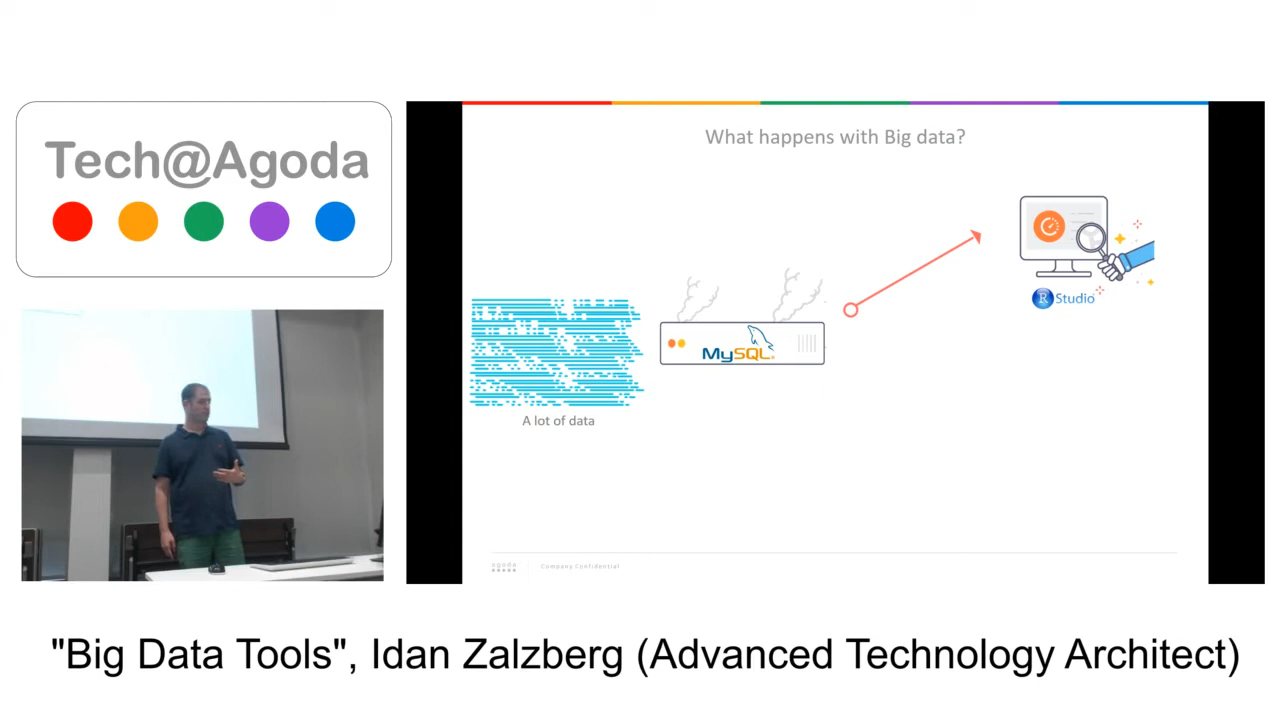 Tech@Agoda
What happens with Big data?
R Studio
MySQL
A lot of data
agoda
Company Confidential
"Big Data Tools", Idan Zalzberg (Advanced Technology Architect)